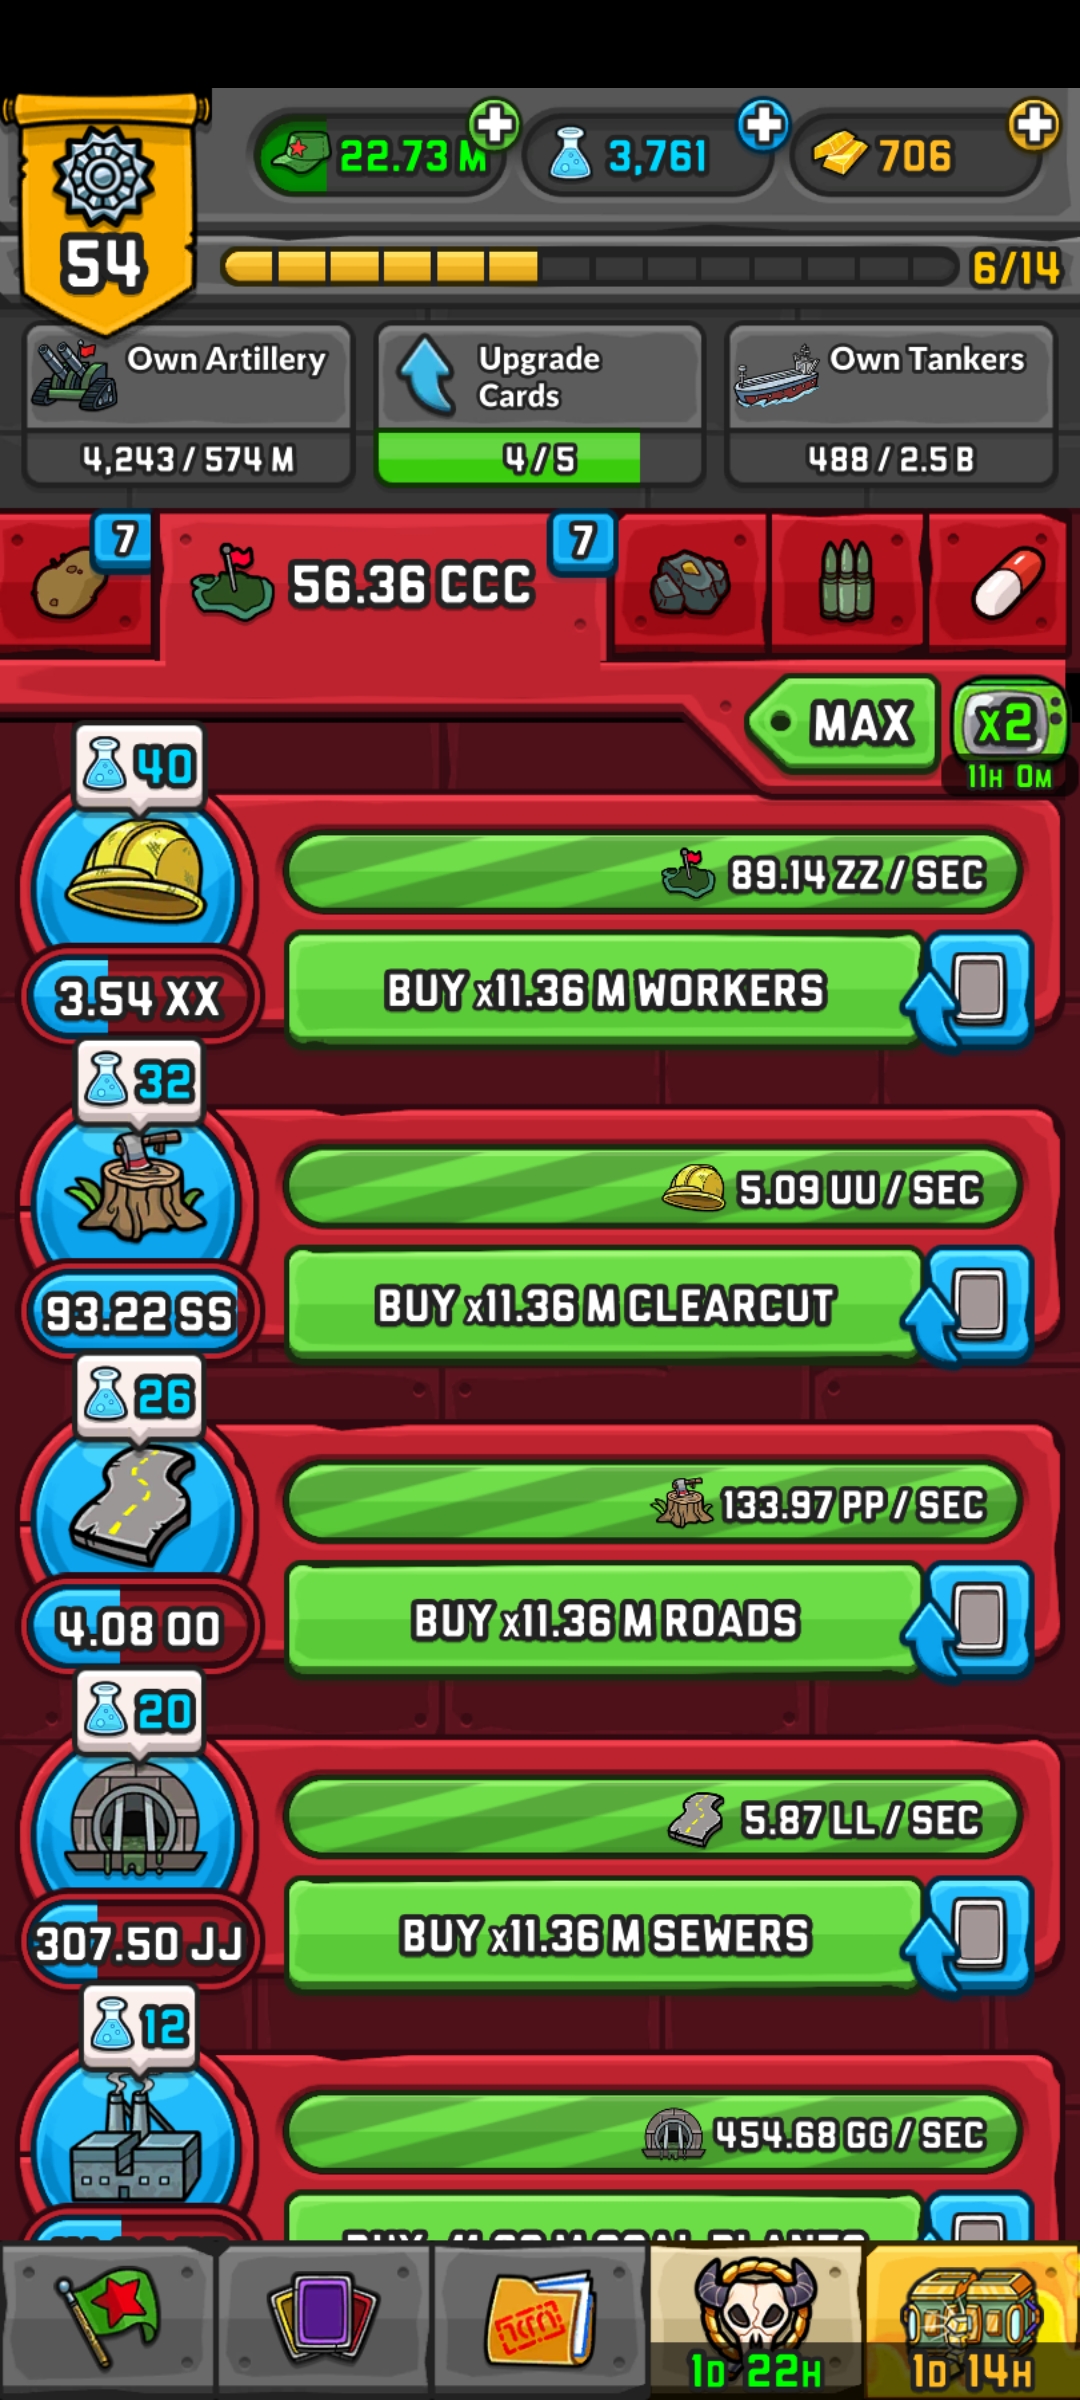 54
22.73 M
3,761
706
6/14
Own Artillery
4,243 / 574 M
Upgrade
Cards
4 / 5
Own Tankers
488 / 2.5 B
7
56.36 CCC
7
MAX
x2
11H 0M
40
89.14 ZZ / SEC
3.54 XX
BUY x11.36 M WORKERS
32
5.09 UU / SEC
93.22 SS
BUY x11.36 M CLEARCUT
26
133.97 PP / SEC
4.08 OO
BUY x11.36 M ROADS
20
5.87 LL / SEC
307.50 JJ
BUY x11.36 M SEWERS
12
454.68 GG / SEC
1D 22H
1D 14H